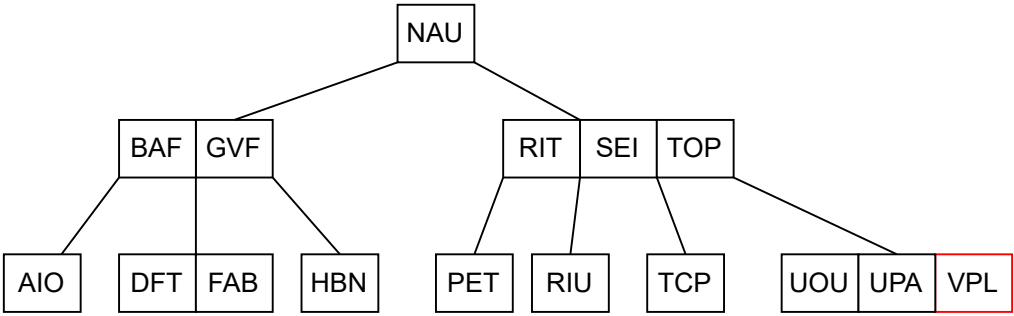 NAU
BAF GVF RIT SEI TOP
AIO DFT FAB HBN PET RIU TCP UOU UPA VPL